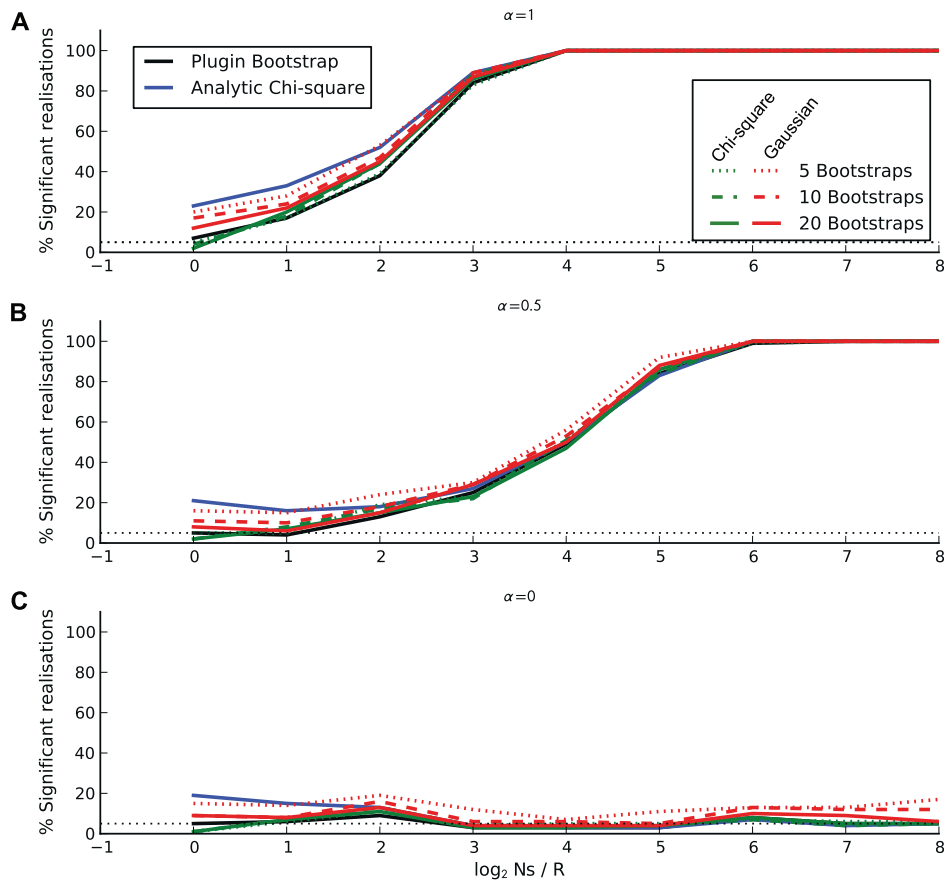 A
α=1
% Significant realisations
100
80
60
40
20
0
Plugin Bootstrap
Analytic Chi-square
Chi-square
Gaussian
5 Bootstraps
10 Bootstraps
20 Bootstraps
−1 0 1 2 3 4 5 6 7 8
B
α=0.5
% Significant realisations
100
80
60
40
20
0
−1 0 1 2 3 4 5 6 7 8
C
α=0
% Significant realisations
100
80
60
40
20
0
−1 0 1 2 3 4 5 6 7 8
log₂ Ns / R